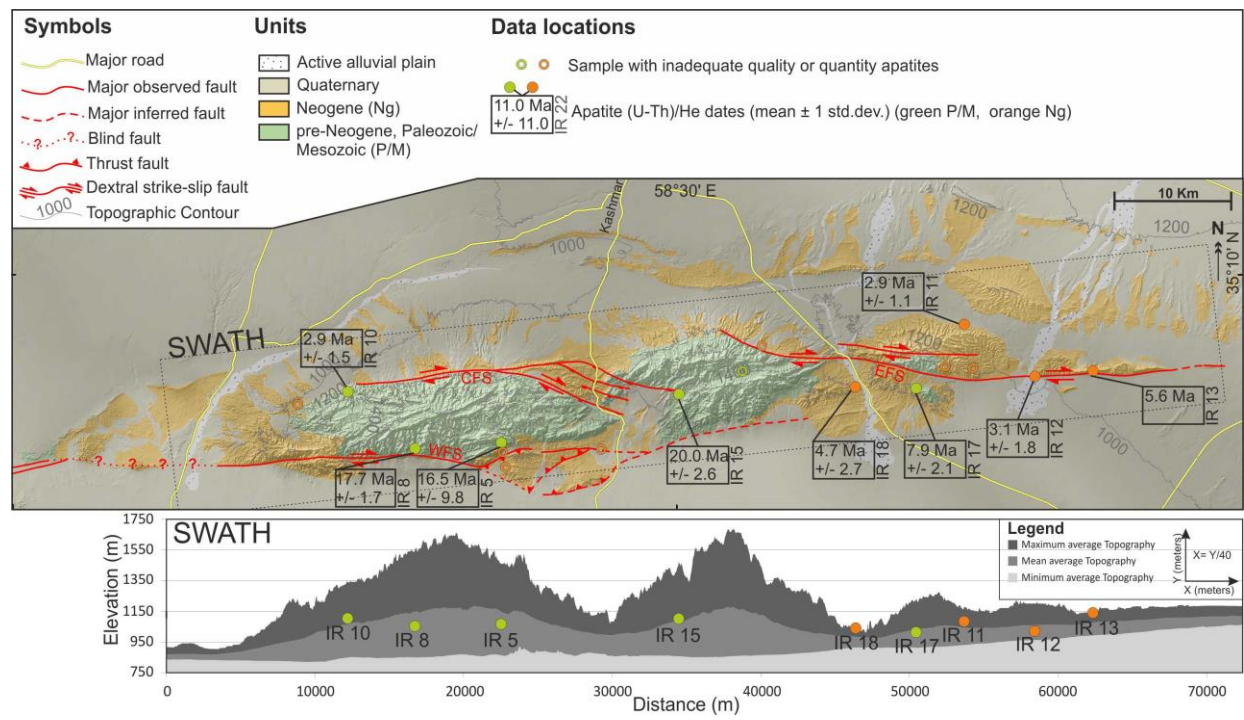 Symbols
Major road
Major observed fault
Major inferred fault
Blind fault
Thrust fault
Dextral strike-slip fault
1000
Topographic Contour
Units
Active alluvial plain
Quaternary
Neogene (Ng)
pre-Neogene, Paleozoic/
Mesozoic (P/M)
Data locations
Sample with inadequate quality or quantity apatites
11.0 Ma
+/- 11.0
IR 22
Apatite (U-Th)/He dates (mean ± 1 std.dev.) (green P/M, orange Ng)
58°30' E
10 Km
N
35°10' N
Kashmar
1000
1200
1200
SWATH
2.9 Ma
+/- 1.5
IR 10
2.9 Ma
+/- 1.1
IR 11
1000
1200
1400
1200
CFS
EFS
WFS
17.7 Ma
+/- 1.7
IR 8
16.5 Ma
+/- 9.8
IR 5
20.0 Ma
+/- 2.6
IR 15
4.7 Ma
+/- 2.7
IR 18
7.9 Ma
+/- 2.1
IR 17
3.1 Ma
+/- 1.8
IR 12
5.6 Ma
IR 13
1000
SWATH
Elevation (m)
1750
1550
1350
1150
950
750
IR 10
IR 8
IR 5
IR 15
IR 18
IR 17
IR 11
IR 12
IR 13
Legend
Maximum average Topography
Mean average Topography
Minimum average Topography
Y (meters)
X= Y/40
X (meters)
0
10000
20000
30000
40000
50000
60000
70000
Distance (m)